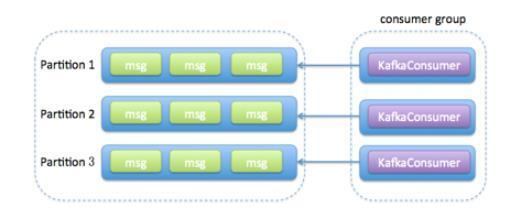 consumer group
Partition 1 msg msg msg KafkaConsumer
Partition 2 msg msg msg KafkaConsumer
Partition 3 msg msg msg KafkaConsumer